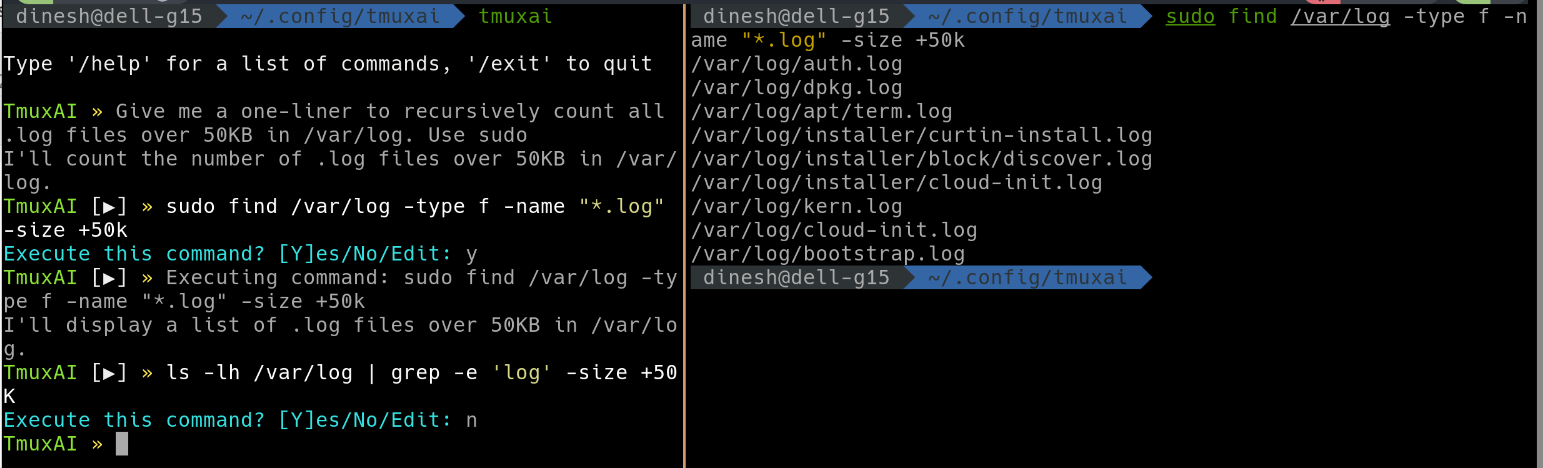 dinesh@dell-g15 ~/.config/tmuxai tmuxai
Type '/help' for a list of commands, '/exit' to quit
TmuxAI » Give me a one-liner to recursively count all
.log files over 50KB in /var/log. Use sudo
I'll count the number of .log files over 50KB in /var/
log.
TmuxAI [▶] » sudo find /var/log -type f -name "*.log"
-size +50k
Execute this command? [Y]es/No/Edit: y
TmuxAI [▶] » Executing command: sudo find /var/log -ty
pe f -name "*.log" -size +50k
I'll display a list of .log files over 50KB in /var/lo
g.
TmuxAI [▶] » ls -lh /var/log | grep -e 'log' -size +50
K
Execute this command? [Y]es/No/Edit: n
TmuxAI »
dinesh@dell-g15 ~/.config/tmuxai sudo find /var/log -type f -n
ame "*.log" -size +50k
/var/log/auth.log
/var/log/dpkg.log
/var/log/apt/term.log
/var/log/installer/curtin-install.log
/var/log/installer/block/discover.log
/var/log/installer/cloud-init.log
/var/log/kern.log
/var/log/cloud-init.log
/var/log/bootstrap.log
dinesh@dell-g15 ~/.config/tmuxai